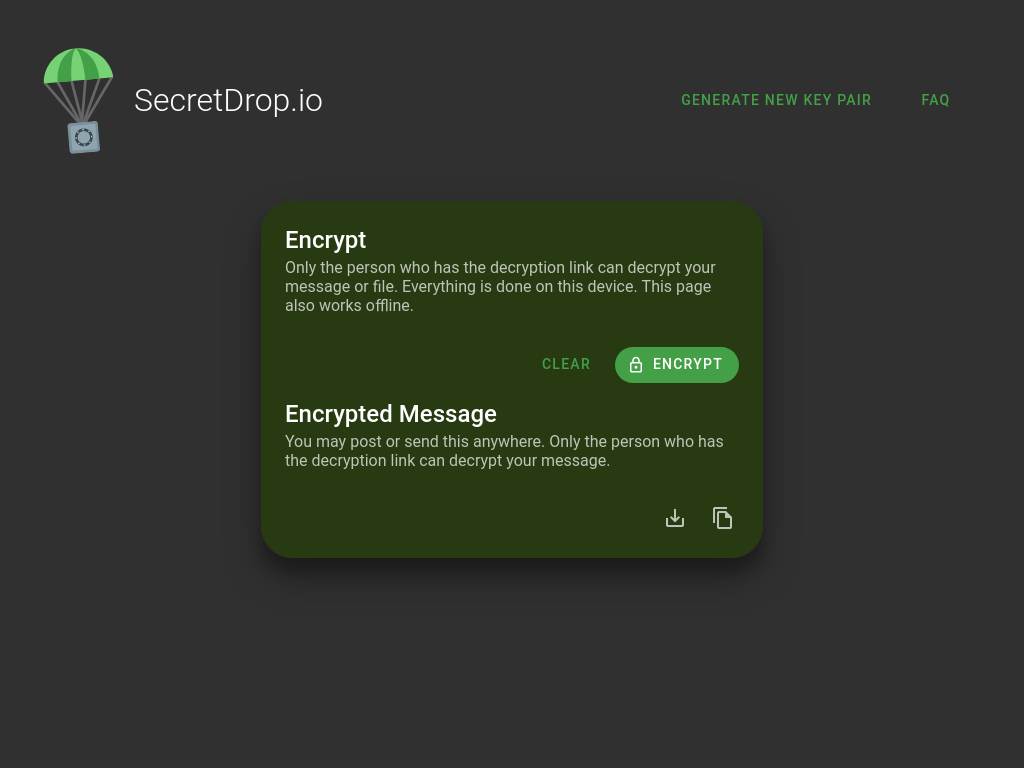 SecretDrop.io
GENERATE NEW KEY PAIR
FAQ
Encrypt
Only the person who has the decryption link can decrypt your
message or file. Everything is done on this device. This page
also works offline.
CLEAR
ENCRYPT
Encrypted Message
You may post or send this anywhere. Only the person who has
the decryption link can decrypt your message.